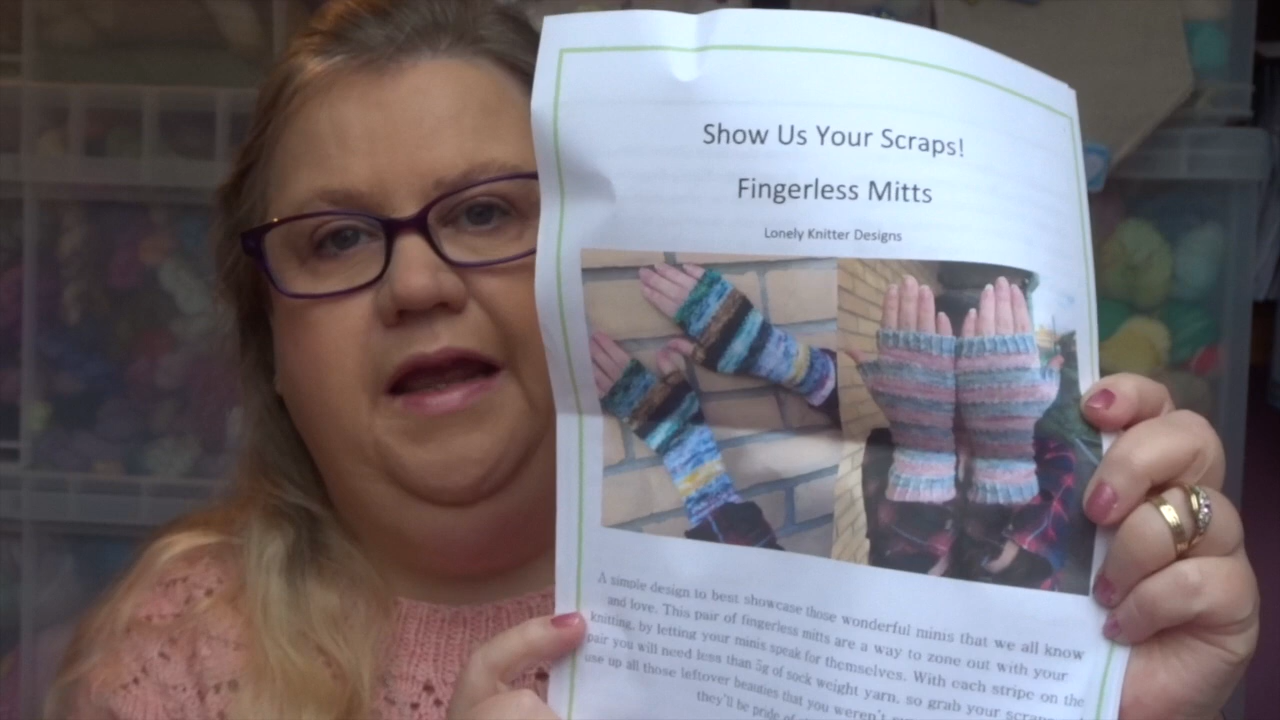 Show Us Your Scraps!
Fingerless Mitts
Lonely Knitter Designs
A simple design to best showcase those wonderful minis that we all know
and love. This pair of fingerless mitts are a way to zone out with your
knitting, by letting your minis speak for themselves. With each stripe on the
pair you will need less than 5g of sock weight yarn, so grab your scraps
use up all those leftover beauties that you weren't
they'll be pride of